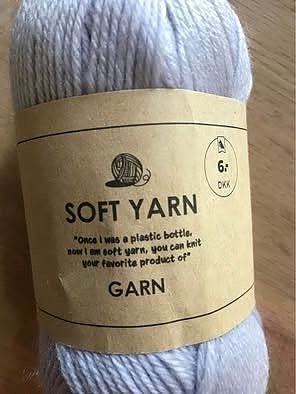 6.-
DKK
SOFT YARN
"Once I was a plastic bottle,
now I am soft yarn, you can knit
your favorite product of"
GARN